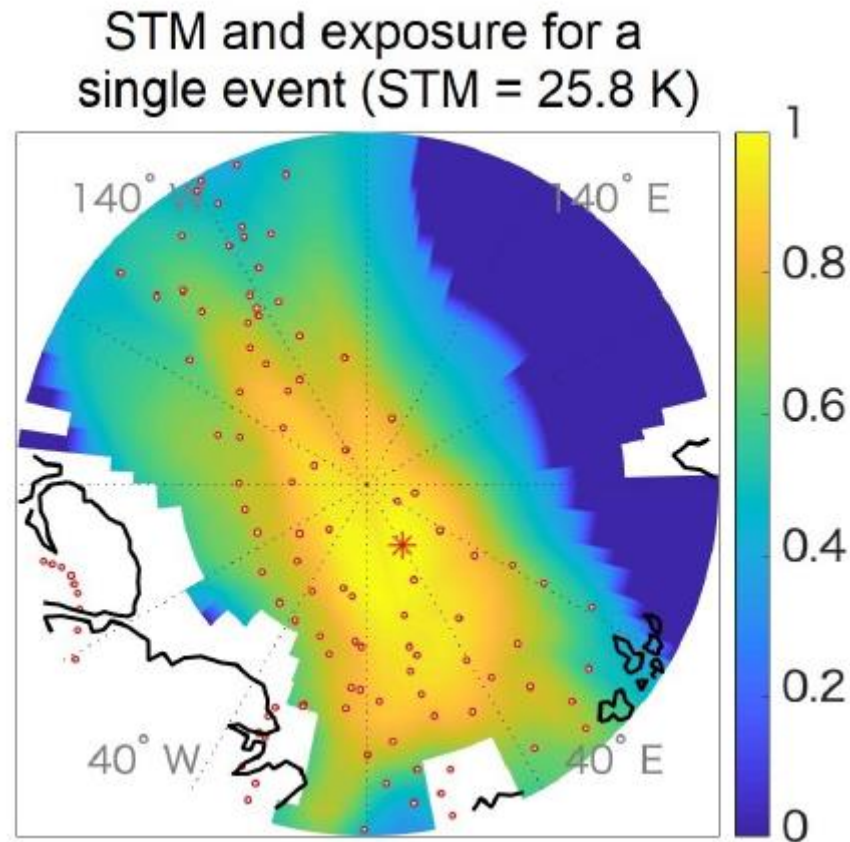 STM and exposure for a
single event (STM = 25.8 K)
1
140° W
140° E
0.8
0.6
0.4
0.2
40° W
40° E
0